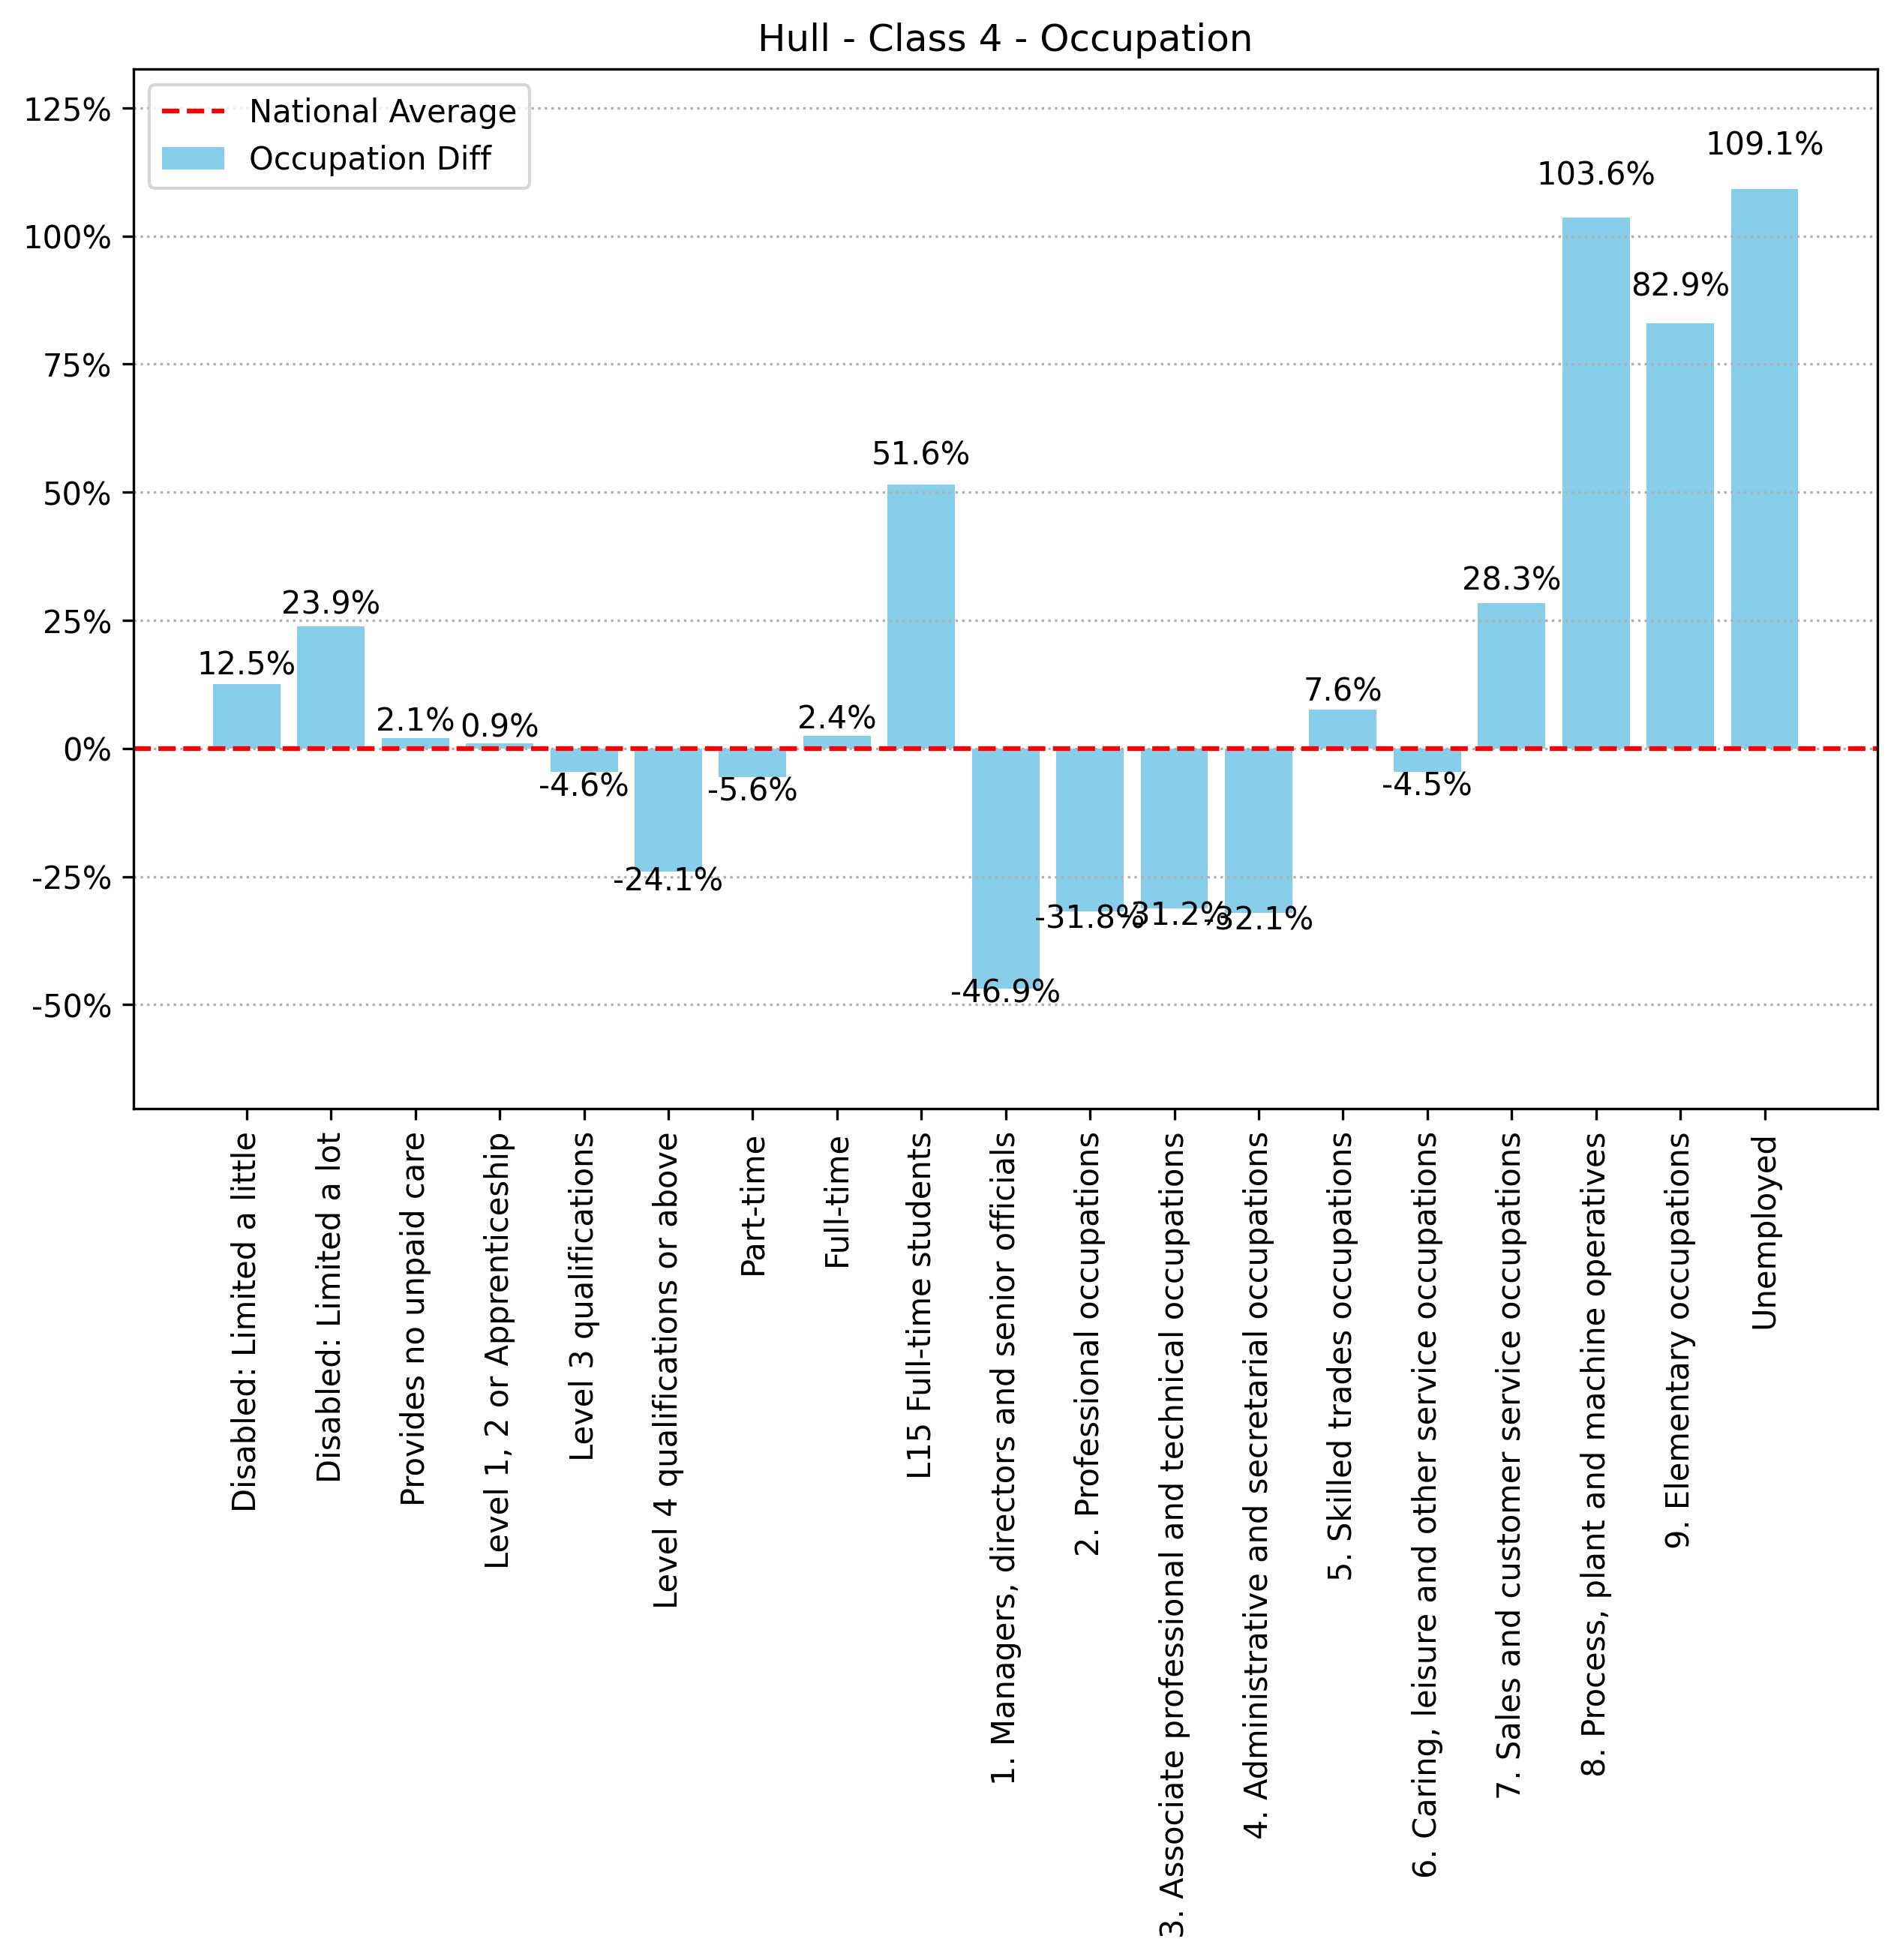 Hull - Class 4 - Occupation
National Average
Occupation Diff
125%
100%
75%
50%
25%
0%
-25%
-50%
12.5%
23.9%
2.1%
0.9%
-4.6%
-24.1%
-5.6%
2.4%
51.6%
-46.9%
-31.8%
-31.2%
-32.1%
7.6%
-4.5%
28.3%
103.6%
82.9%
109.1%
Disabled: Limited a little
Disabled: Limited a lot
Provides no unpaid care
Level 1, 2 or Apprenticeship
Level 3 qualifications
Level 4 qualifications or above
Part-time
Full-time
L15 Full-time students
1. Managers, directors and senior officials
2. Professional occupations
3. Associate professional and technical occupations
4. Administrative and secretarial occupations
5. Skilled trades occupations
6. Caring, leisure and other service occupations
7. Sales and customer service occupations
8. Process, plant and machine operatives
9. Elementary occupations
Unemployed